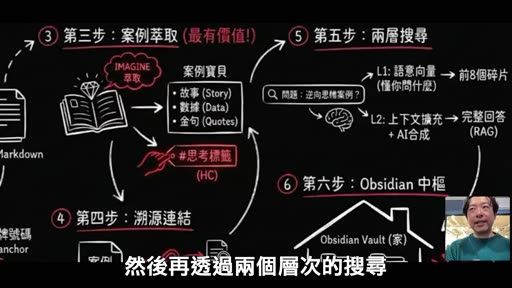 ③ 第三步：案例萃取 (最有價值!)
IMAGINE
萃取
案例寶貝
• 故事 (Story)
• 數據 (Data)
• 金句 (Quotes)
#思考標籤
(HC)
Markdown
④ 第四步：溯源連結
牌號碼
anchor
案例
⑤ 第五步：兩層搜尋
問題：逆向思維案例？
L1: 語意向量
(懂你問什麼)
前8個碎片
L2: 上下文擴充
+ AI合成
完整回答
(RAG)
⑥ 第六步：Obsidian 中樞
Obsidian Vault (家)
然後再透過兩個層次的搜尋